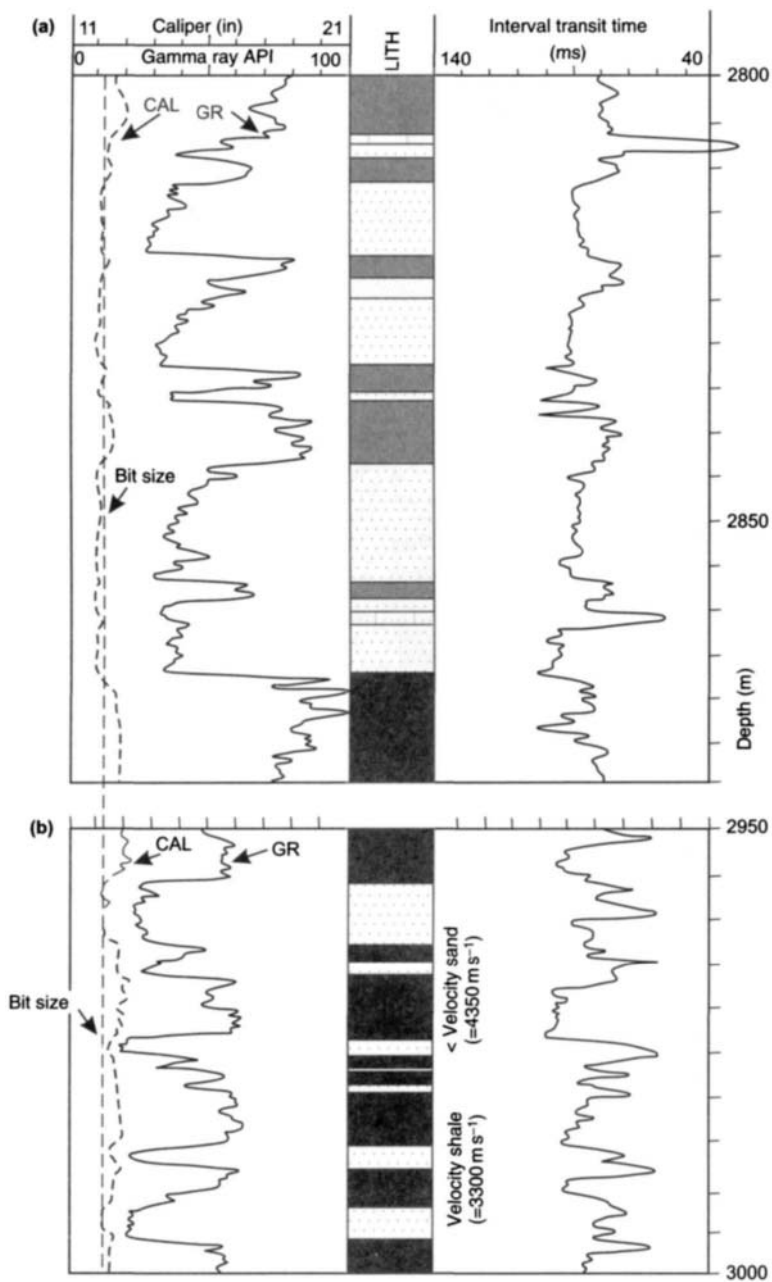 (a)
11 Caliper (in) 21
0 Gamma ray API 100
LITH
Interval transit time
(ms)
140 40
2800
CAL
GR
Bit size
2850
Depth (m)
(b)
2950
CAL
GR
Bit size
< Velocity sand
(=4350 m s⁻¹)
Velocity shale
(=3300 m s⁻¹)
3000